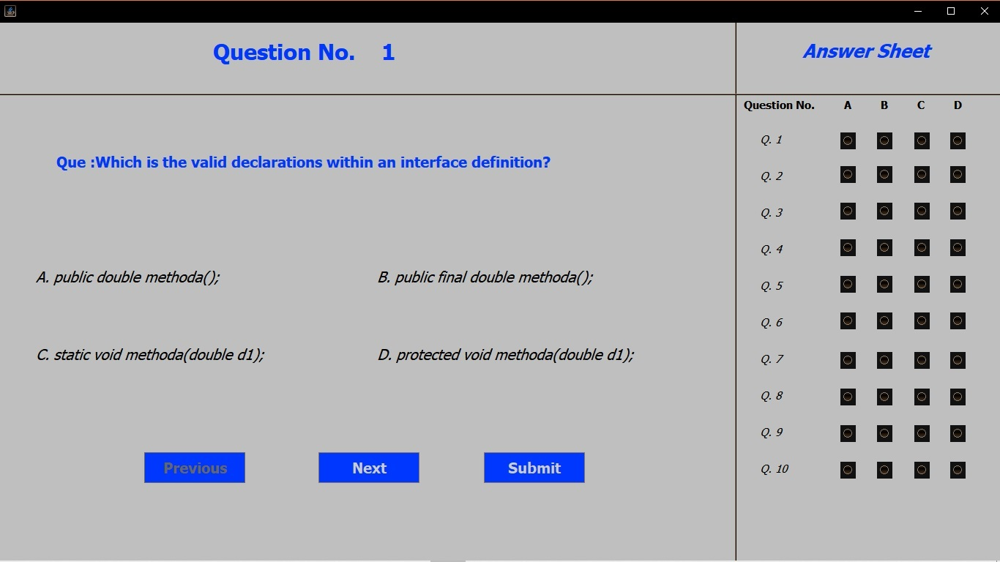 Question No. 1
Answer Sheet
Que :Which is the valid declarations within an interface definition?
A. public double methoda();
B. public final double methoda();
C. static void methoda(double d1);
D. protected void methoda(double d1);
Previous
Next
Submit
Question No. A B C D
Q. 1
Q. 2
Q. 3
Q. 4
Q. 5
Q. 6
Q. 7
Q. 8
Q. 9
Q. 10